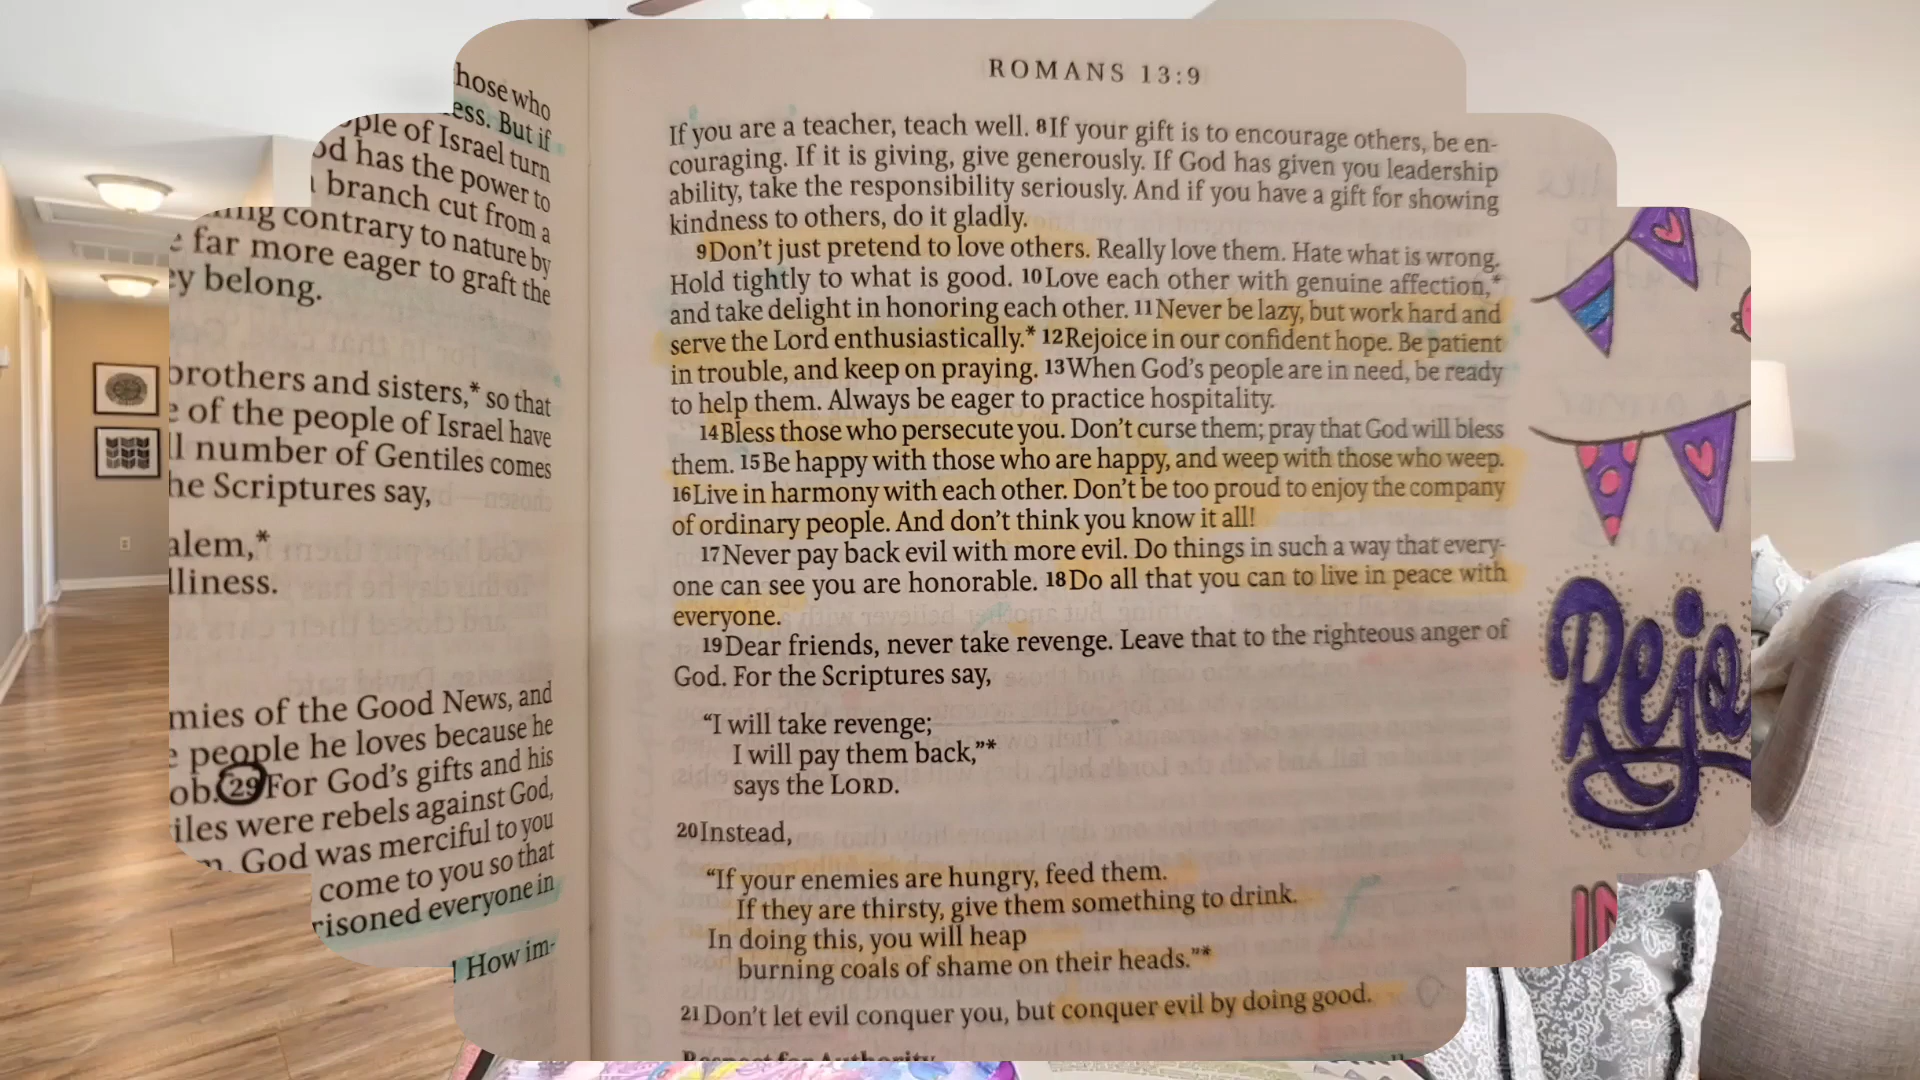 hose who
ess. But if
ople of Israel turn
od has the power to
branch cut from a
ing contrary to nature by
far more eager to graft the
ey belong.
brothers and sisters,* so that
of the people of Israel have
ll number of Gentiles comes
he Scriptures say,
alem,*
lliness.
mies of the Good News, and
people he loves because he
ob. 29For God's gifts and his
iles were rebels against God,
God was merciful to you
come to you so that
risoned everyone in
! How im-
ROMANS 13:9
If you are a teacher, teach well. 8If your gift is to encourage others, be en-
couraging. If it is giving, give generously. If God has given you leadership
ability, take the responsibility seriously. And if you have a gift for showing
kindness to others, do it gladly.
9Don't just pretend to love others. Really love them. Hate what is wrong.
Hold tightly to what is good. 10Love each other with genuine affection,*
and take delight in honoring each other. 11Never be lazy, but work hard and
serve the Lord enthusiastically.* 12Rejoice in our confident hope. Be patient
in trouble, and keep on praying. 13When God's people are in need, be ready
to help them. Always be eager to practice hospitality.
14Bless those who persecute you. Don't curse them; pray that God will bless
them. 15Be happy with those who are happy, and weep with those who weep.
16Live in harmony with each other. Don't be too proud to enjoy the company
of ordinary people. And don't think you know it all!
17Never pay back evil with more evil. Do things in such a way that every-
one can see you are honorable. 18Do all that you can to live in peace with
everyone.
19Dear friends, never take revenge. Leave that to the righteous anger of
God. For the Scriptures say,
"I will take revenge;
I will pay them back,"*
says the LORD.
20Instead,
"If your enemies are hungry, feed them.
If they are thirsty, give them something to drink.
In doing this, you will heap
burning coals of shame on their heads."*
21Don't let evil conquer you, but conquer evil by doing good.
Respect for Authority
Rejo
IN